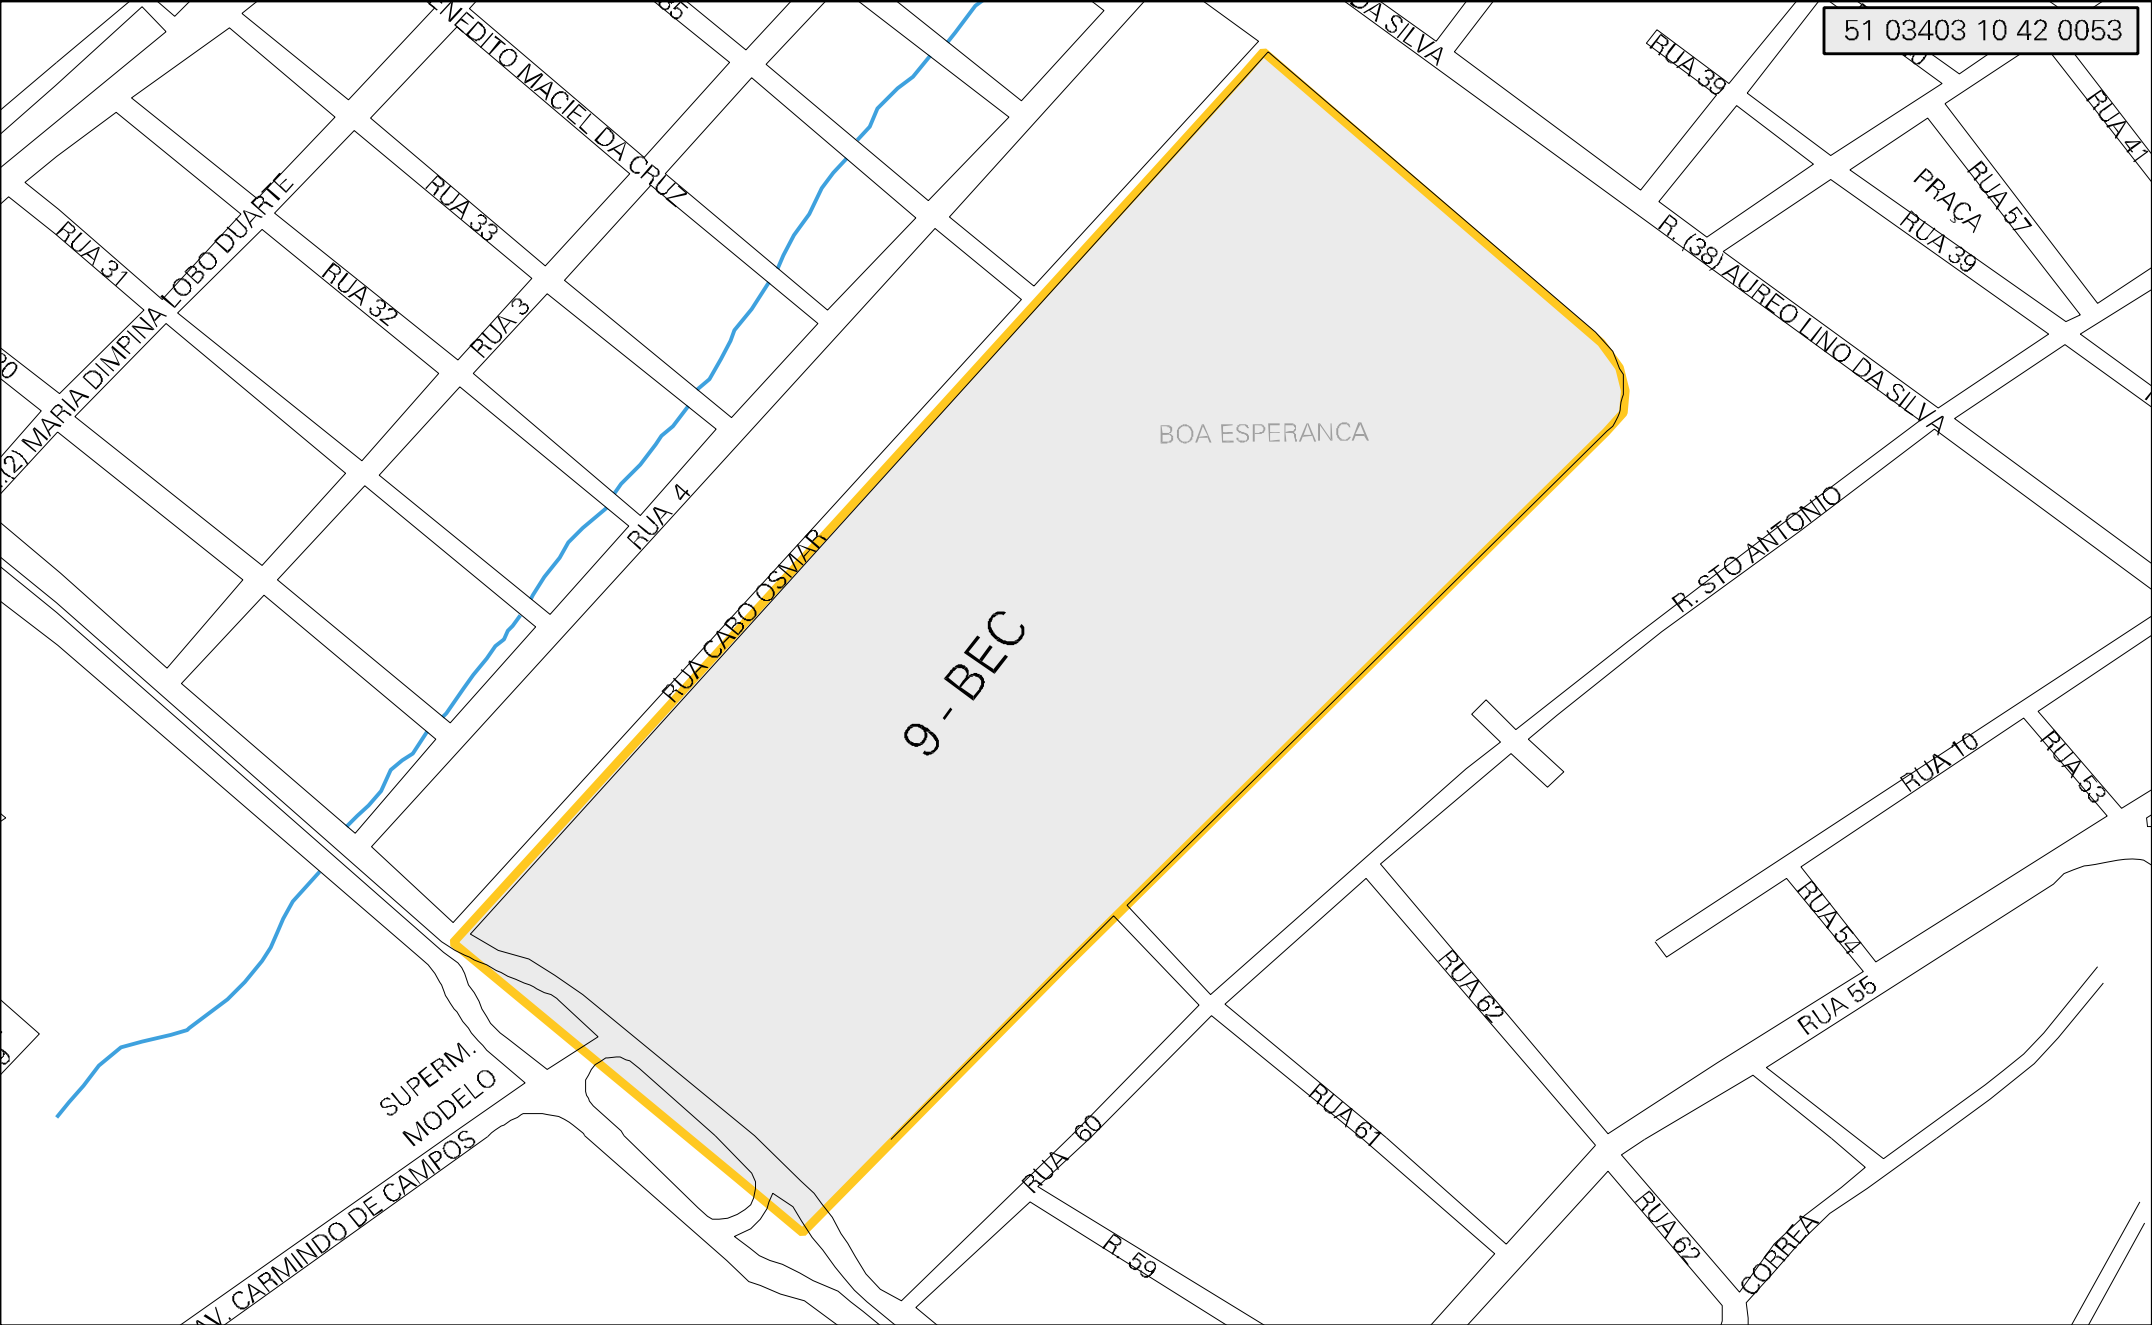 51 03403 10 42 0053
DA SILVA
RUA 39
RUA 41
ENEDITO MACIEL DA CRUZ
35
RUA 57
PRAÇA
RUA 39
RUA 33
RUA 31
RUA 32
RUA 3
R. (38) AUREO LINO DA SILVA
(2) MARIA DIMPINA LOBO DUARTE
BOA ESPERANCA
RUA 4
RUA CABO OSMAR
R. STO ANTONIO
9 - BEC
RUA 10
RUA 53
RUA 54
RUA 62
RUA 55
SUPERM.
MODELO
RUA 60
RUA 61
AV. CARMINDO DE CAMPOS
R. 59
RUA 62
CORREA